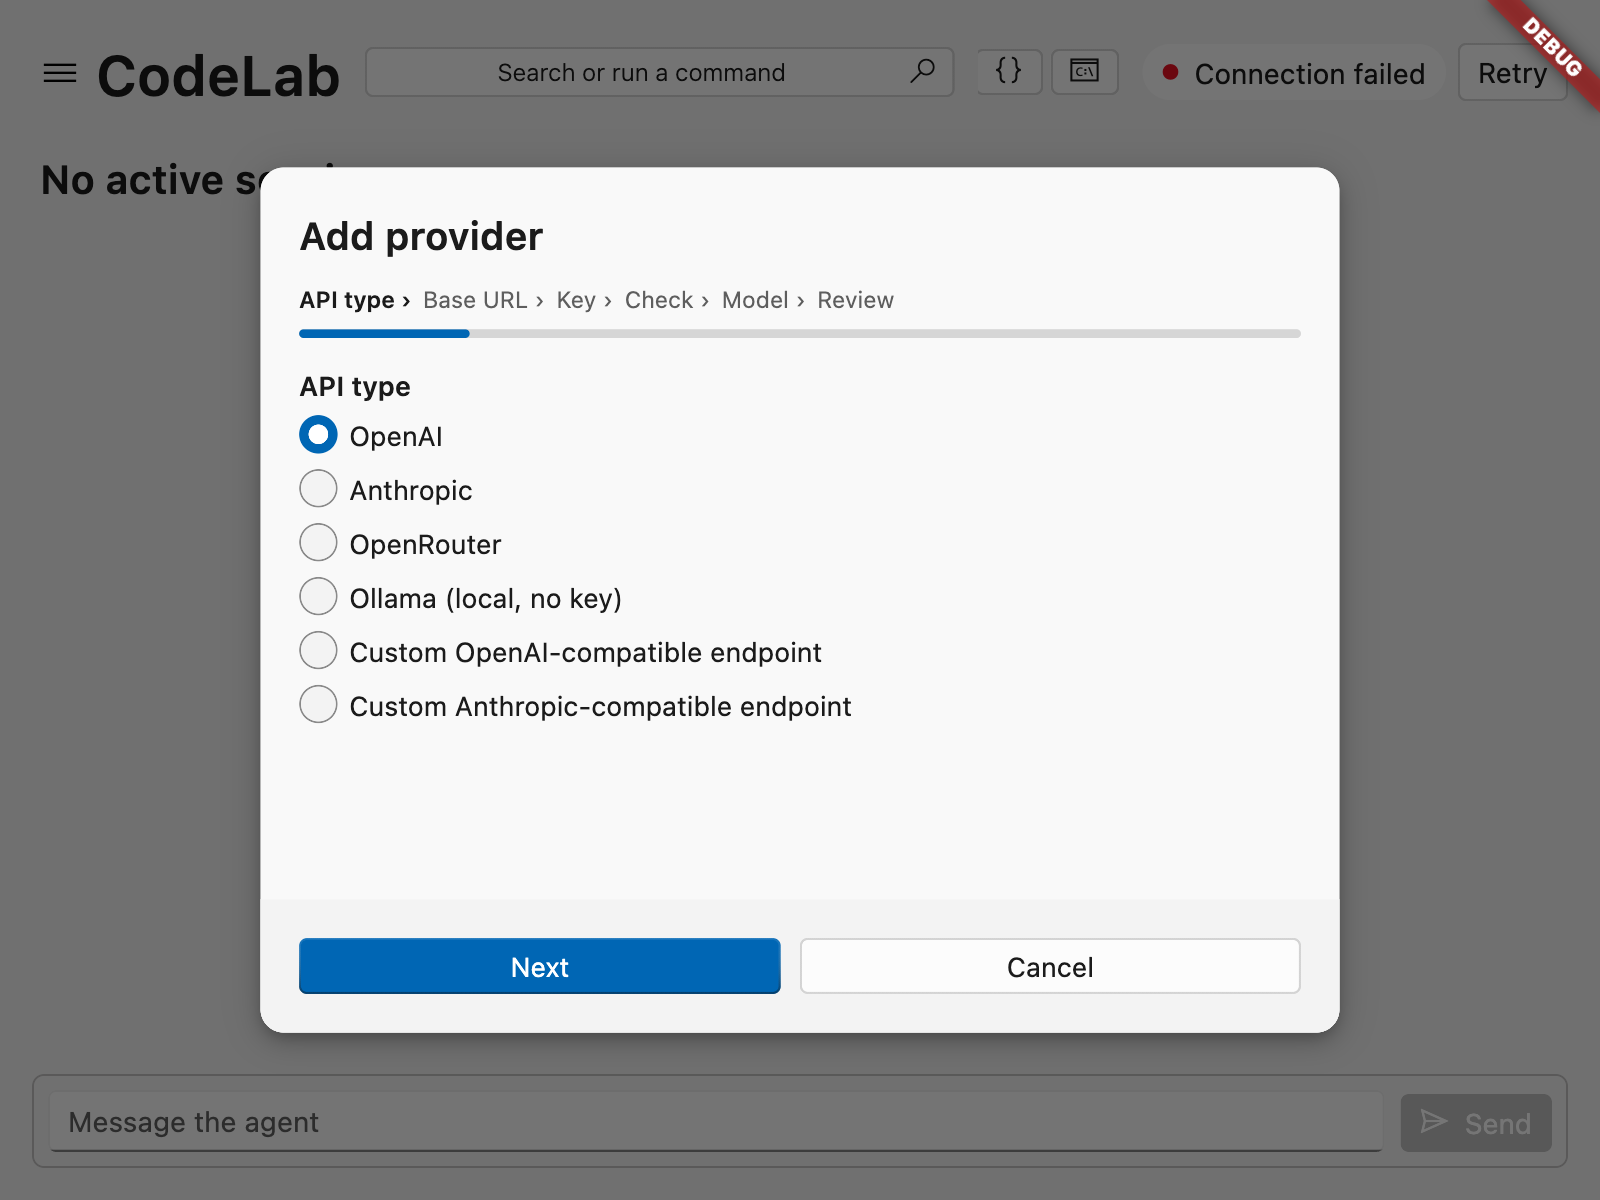 CodeLab
Search or run a command
{}
C:\
Connection failed
Retry
DEBUG
No active s
Add provider
API type › Base URL › Key › Check › Model › Review
API type
OpenAI
Anthropic
OpenRouter
Ollama (local, no key)
Custom OpenAI-compatible endpoint
Custom Anthropic-compatible endpoint
Next
Cancel
Message the agent
Send